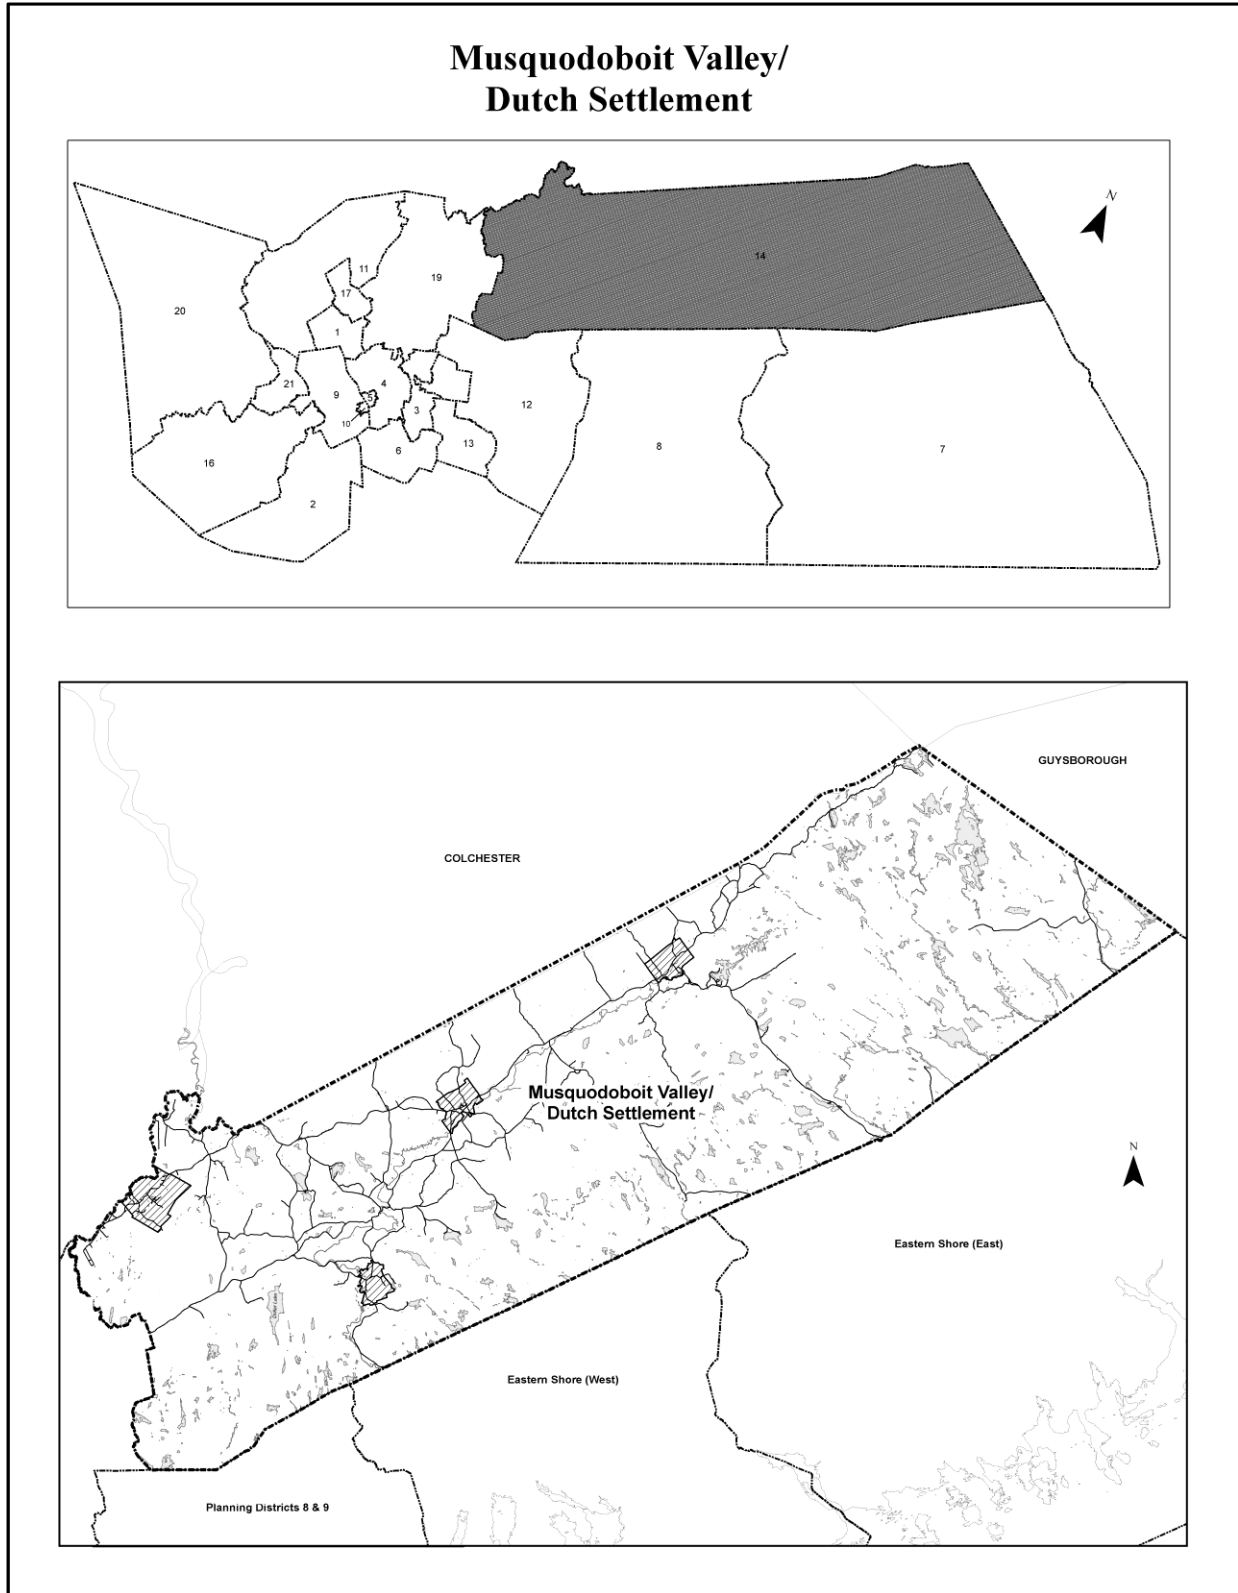 Musquodoboit Valley/
Dutch Settlement
N
14
11
19
17
20
1
21
4
9
5
12
3
10
13
8
7
6
16
2
GUYSBOROUGH
COLCHESTER
Musquodoboit Valley/
Dutch Settlement
N
Eastern Shore (East)
Eastern Shore (West)
Planning Districts 8 & 9